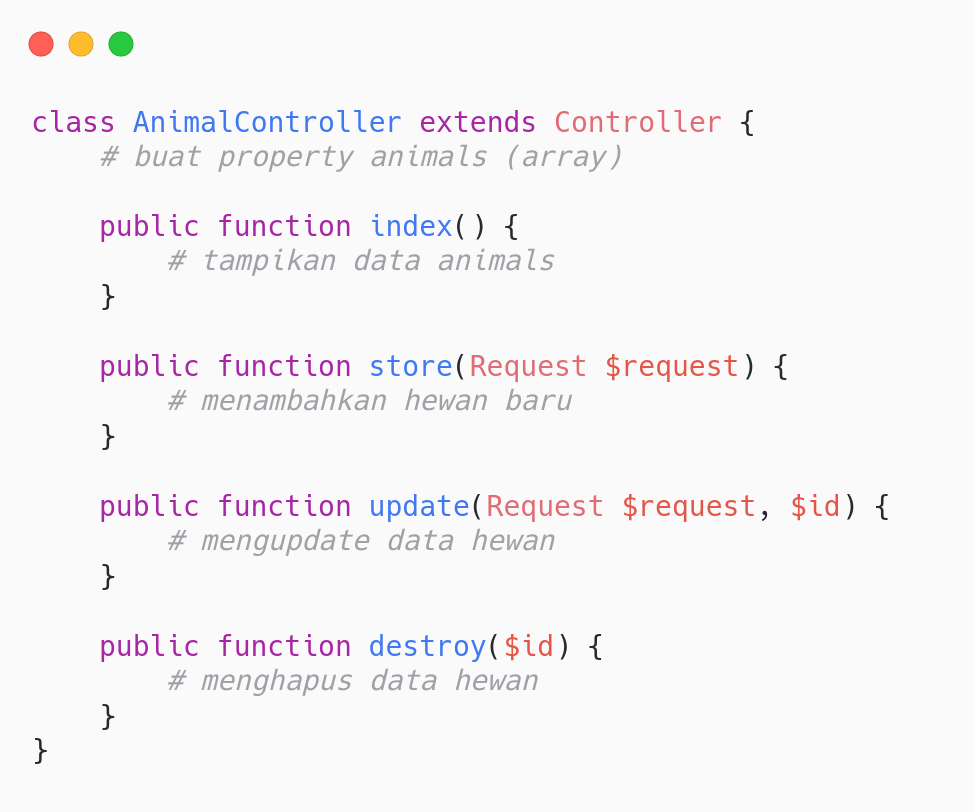 class AnimalController extends Controller {
    # buat property animals (array)

    public function index() {
        # tampikan data animals
    }

    public function store(Request $request) {
        # menambahkan hewan baru
    }

    public function update(Request $request, $id) {
        # mengupdate data hewan
    }

    public function destroy($id) {
        # menghapus data hewan
    }
}